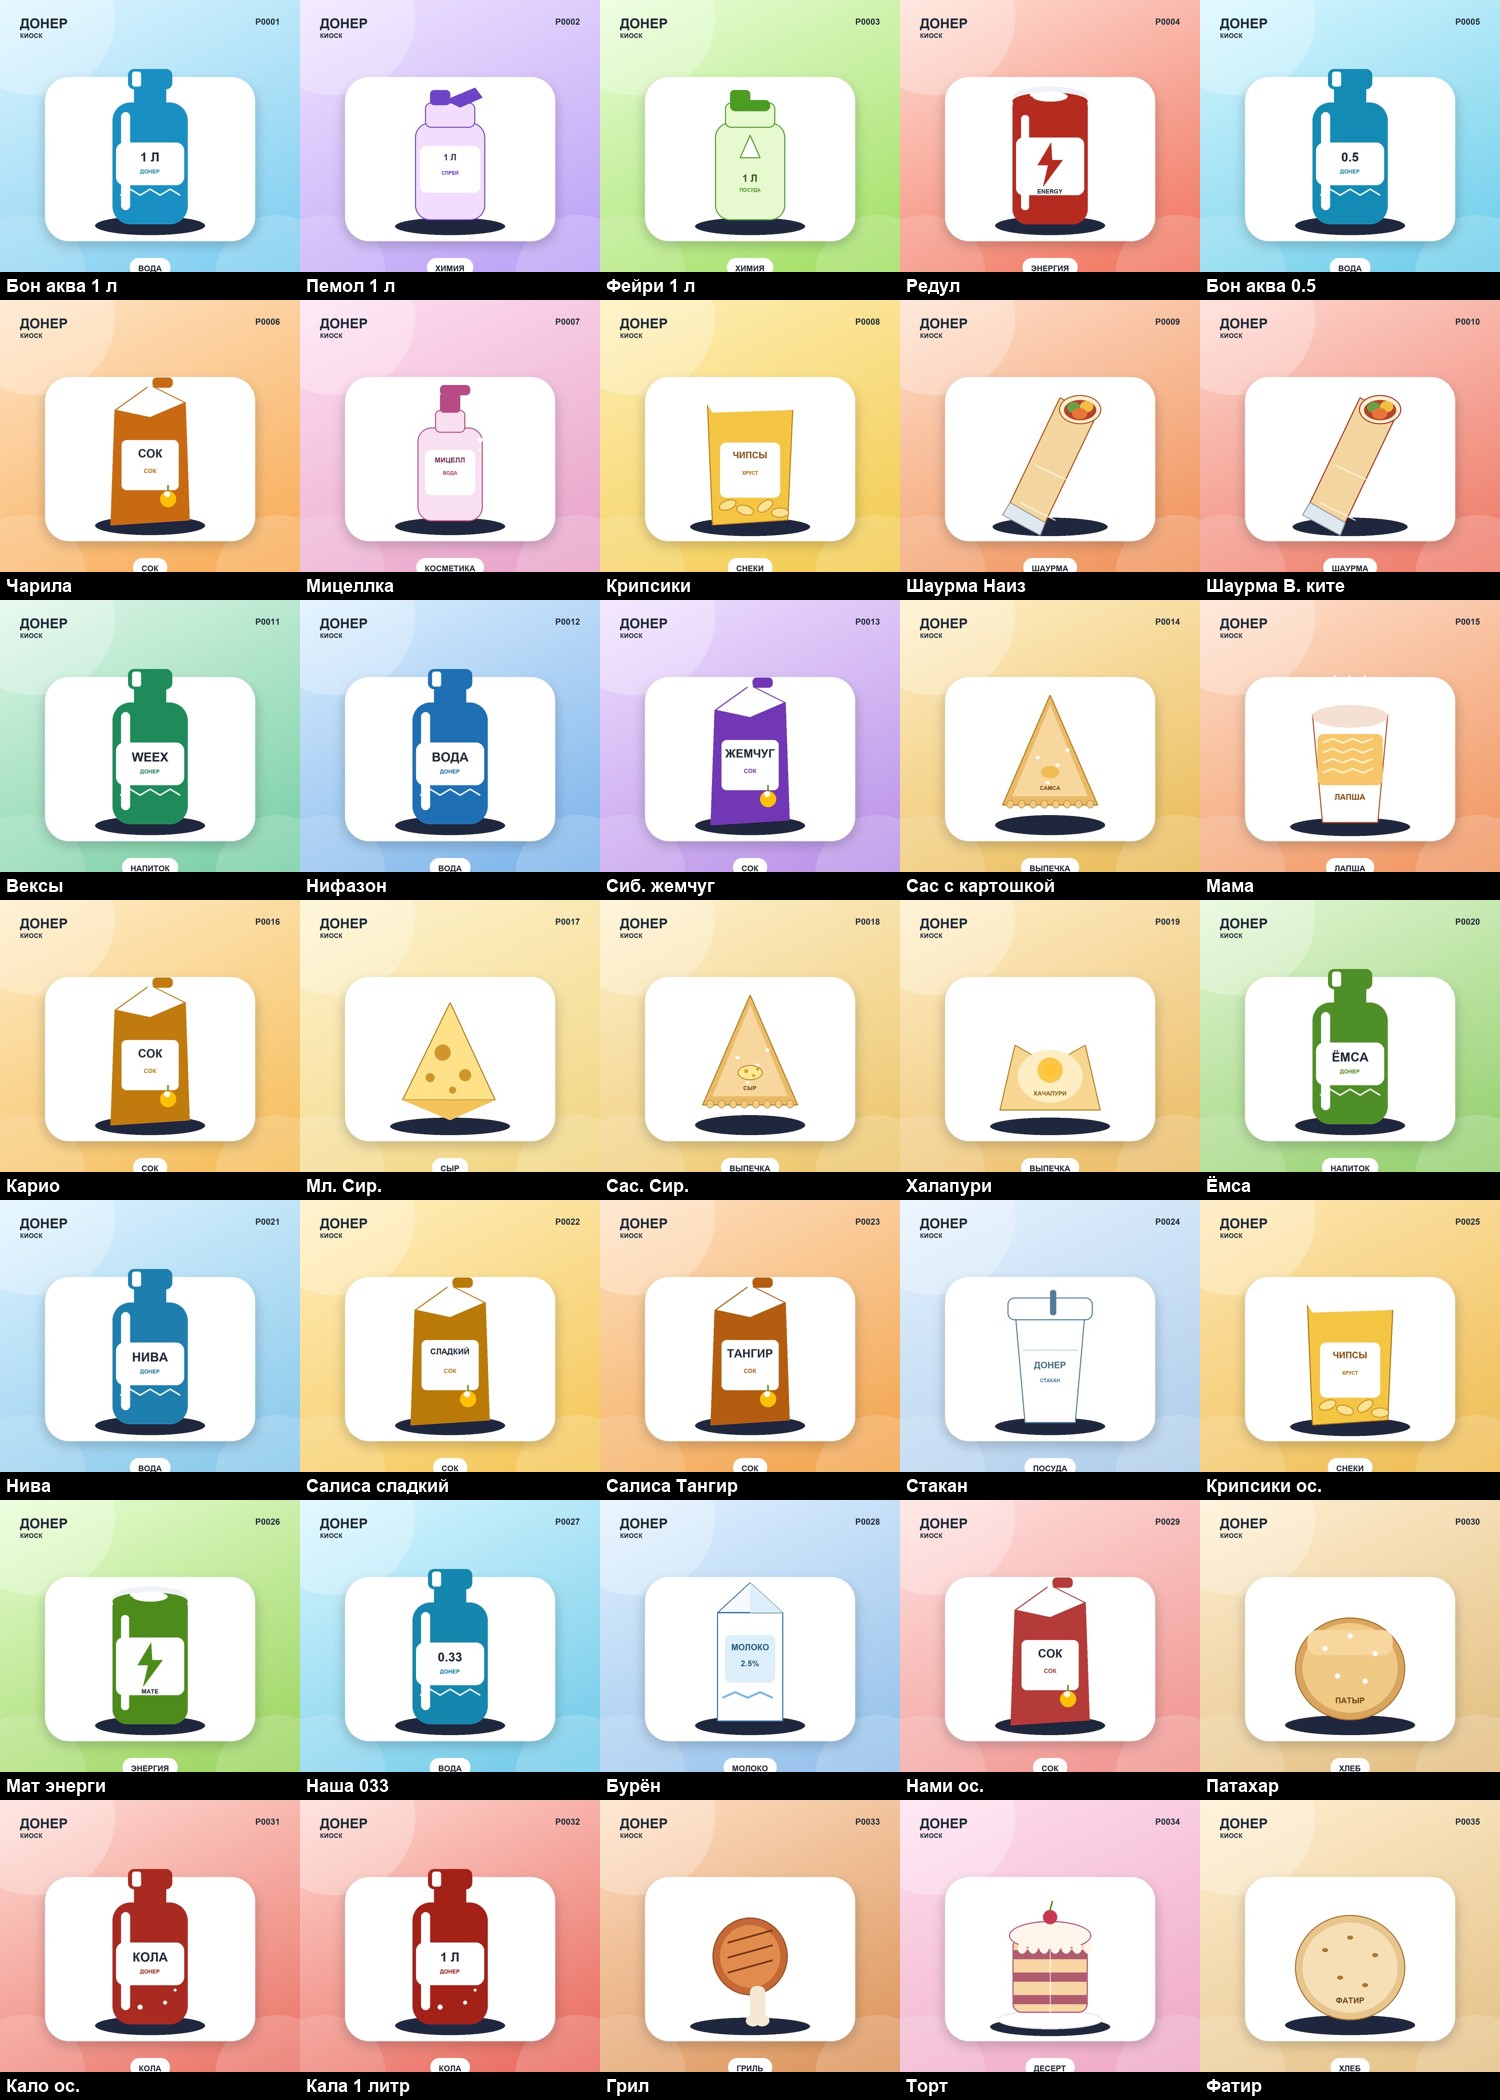 ДОНЕР
КИОСК
P0001
1 Л
ДОНЕР
ВОДА
Бон аква 1 л
ДОНЕР
КИОСК
P0002
1 Л
СПРЕЙ
ХИМИЯ
Пемол 1 л
ДОНЕР
КИОСК
P0003
1 Л
ПОСУДА
ХИМИЯ
Фейри 1 л
ДОНЕР
КИОСК
P0004
ENERGY
ЭНЕРГИЯ
Редул
ДОНЕР
КИОСК
P0005
0.5
ДОНЕР
ВОДА
Бон аква 0.5
ДОНЕР
КИОСК
P0006
СОК
СОК
СОК
Чарила
ДОНЕР
КИОСК
P0007
МИЦЕЛЛ
ВОДА
КОСМЕТИКА
Мицеллка
ДОНЕР
КИОСК
P0008
ЧИПСЫ
ХРУСТ
СНЕКИ
Крипсики
ДОНЕР
КИОСК
P0009
ШАУРМА
Шаурма Наиз
ДОНЕР
КИОСК
P0010
ШАУРМА
Шаурма В. ките
ДОНЕР
КИОСК
P0011
WEEX
ДОНЕР
НАПИТОК
Вексы
ДОНЕР
КИОСК
P0012
ВОДА
ДОНЕР
ВОДА
Нифазон
ДОНЕР
КИОСК
P0013
ЖЕМЧУГ
СОК
СОК
Сиб. жемчуг
ДОНЕР
КИОСК
P0014
САМСА
ВЫПЕЧКА
Сас с картошкой
ДОНЕР
КИОСК
P0015
ЛАПША
ЛАПША
Мама
ДОНЕР
КИОСК
P0016
СОК
СОК
СОК
Карио
ДОНЕР
КИОСК
P0017
СЫР
Мл. Сир.
ДОНЕР
КИОСК
P0018
СЫР
ВЫПЕЧКА
Сас. Сир.
ДОНЕР
КИОСК
P0019
ХАЧАПУРИ
ВЫПЕЧКА
Халапури
ДОНЕР
КИОСК
P0020
ЁМСА
ДОНЕР
НАПИТОК
Ёмса
ДОНЕР
КИОСК
P0021
НИВА
ДОНЕР
ВОДА
Нива
ДОНЕР
КИОСК
P0022
СЛАДКИЙ
СОК
СОК
Салиса сладкий
ДОНЕР
КИОСК
P0023
ТАНГИР
СОК
СОК
Салиса Тангир
ДОНЕР
КИОСК
P0024
ДОНЕР
СТАКАН
ПОСУДА
Стакан
ДОНЕР
КИОСК
P0025
ЧИПСЫ
ХРУСТ
СНЕКИ
Крипсики ос.
ДОНЕР
КИОСК
P0026
MATE
ЭНЕРГИЯ
Мат энерги
ДОНЕР
КИОСК
P0027
0.33
ДОНЕР
ВОДА
Наша 033
ДОНЕР
КИОСК
P0028
МОЛОКО
2.5%
МОЛОКО
Бурён
ДОНЕР
КИОСК
P0029
СОК
СОК
СОК
Нами ос.
ДОНЕР
КИОСК
P0030
ПАТЫР
ХЛЕБ
Патахар
ДОНЕР
КИОСК
P0031
КОЛА
ДОНЕР
КОЛА
Кало ос.
ДОНЕР
КИОСК
P0032
1 Л
ДОНЕР
КОЛА
Кала 1 литр
ДОНЕР
КИОСК
P0033
ГРИЛЬ
Грил
ДОНЕР
КИОСК
P0034
ДЕСЕРТ
Торт
ДОНЕР
КИОСК
P0035
ФАТИР
ХЛЕБ
Фатир